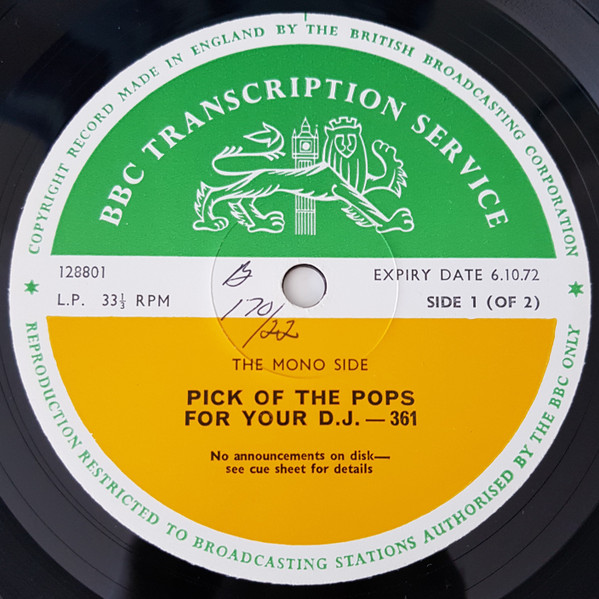 COPYRIGHT RECORD MADE IN ENGLAND BY THE BRITISH BROADCASTING CORPORATION
BBC TRANSCRIPTION SERVICE
128801
EXPIRY DATE 6.10.72
L.P. 33⅓ RPM
SIDE 1 (OF 2)
B
170/22
THE MONO SIDE
PICK OF THE POPS
FOR YOUR D.J. — 361
No announcements on disk—
see cue sheet for details
REPRODUCTION RESTRICTED TO BROADCASTING STATIONS AUTHORISED BY THE BBC ONLY